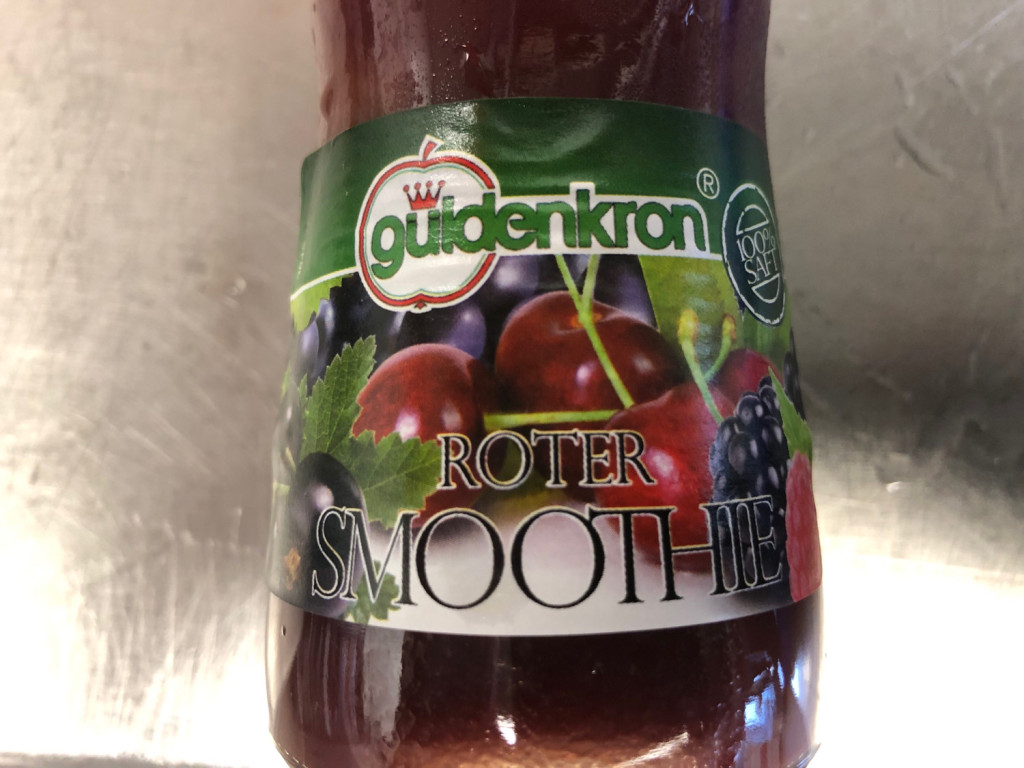 güldenkron®
100%
SAFT
ROTER
SMOOTHIE